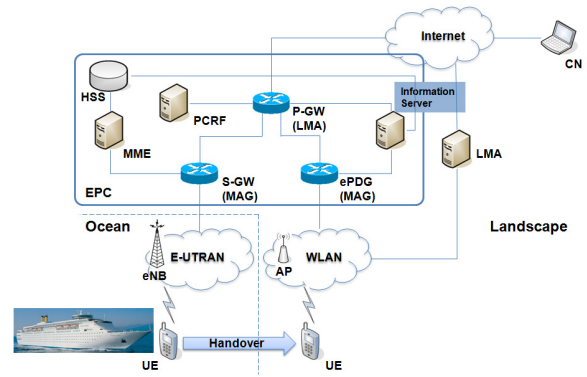 Internet
CN
HSS
Information
Server
PCRF
P-GW
(LMA)
MME
LMA
S-GW
(MAG)
ePDG
(MAG)
EPC
Ocean
Landscape
E-UTRAN
WLAN
eNB
AP
Handover
UE
UE